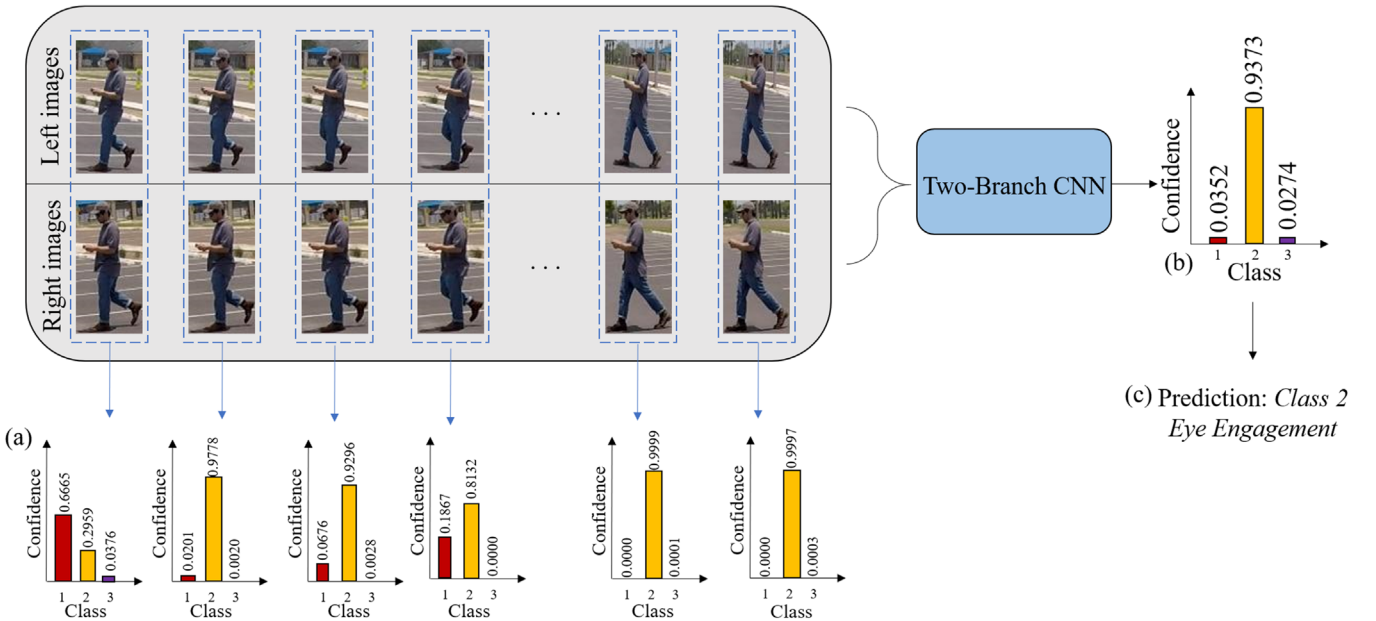 Left images
Right images
. . .
. . .
Two-Branch CNN
Confidence
0.0352
0.9373
0.0274
1 2 3
(b)
Class
(c) Prediction: Class 2
Eye Engagement
(a)
Confidence
0.6665
0.2959
0.0376
1 2 3
Class
Confidence
0.0201
0.9778
0.0020
1 2 3
Class
Confidence
0.0676
0.9296
0.0028
1 2 3
Class
Confidence
0.1867
0.8132
0.0000
1 2 3
Class
Confidence
0.0000
0.9999
0.0001
1 2 3
Class
Confidence
0.0000
0.9997
0.0003
1 2 3
Class